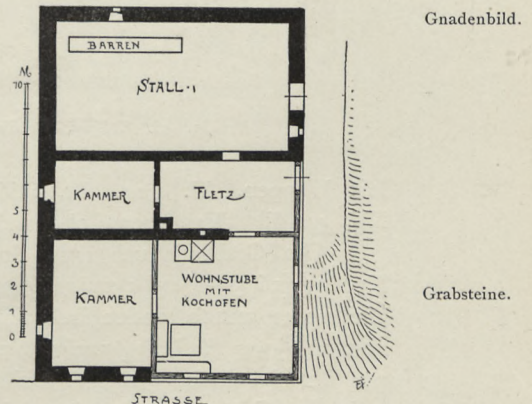 Gnadenbild.
BARREN
M
10
STALL
KAMMER
FLETZ
5
4
3
2
1
0
WOHNSTUBE
MIT
KOCHOFEN
KAMMER
Grabsteine.
STRASSE